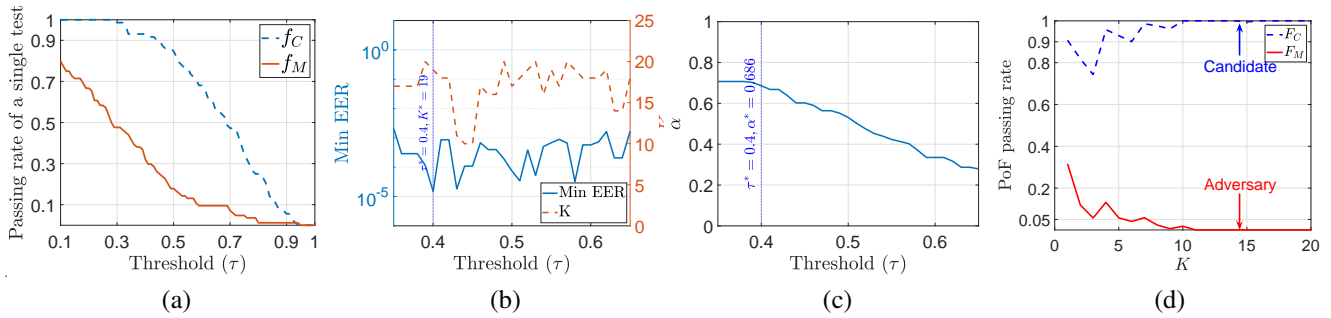 Passing rate of a single test
1
0.9
0.7
0.5
0.3
0.1
0.1
0.3
0.5
0.7
0.9
1
f_C
f_M
Threshold (τ)
(a)
Min EER
10^0
10^-5
τ* = 0.4, K* = 19
Min EER
K
25
20
15
10
5
0
K
0.4
0.5
0.6
Threshold (τ)
(b)
α
1
0.8
0.6
0.4
0.2
0
τ* = 0.4, α* = 0.686
0.4
0.5
0.6
Threshold (τ)
(c)
PoF passing rate
1
0.9
0.8
0.2
0.05
F_C
F_M
Candidate
Adversary
0
5
10
15
20
K
(d)